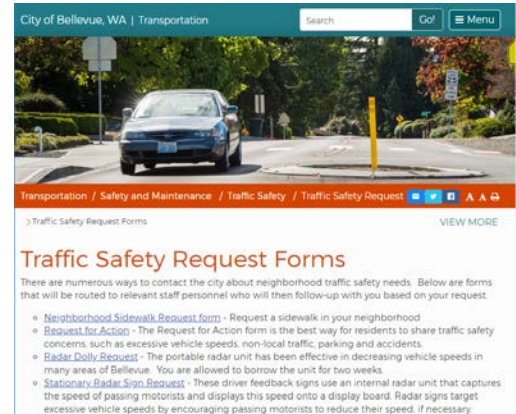 City of Bellevue, WA | Transportation
Search
Go!
Menu
Transportation / Safety and Maintenance / Traffic Safety / Traffic Safety Request
A A
> Traffic Safety Request Forms
VIEW MORE
Traffic Safety Request Forms
There are numerous ways to contact the city about neighborhood traffic safety needs. Below are forms
that will be routed to relevant staff personnel who will then follow-up with you based on your request.
Neighborhood Sidewalk Request form - Request a sidewalk in your neighborhood
Request for Action - The Request for Action form is the best way for residents to share traffic safety
concerns, such as excessive vehicle speeds, non-local traffic, parking and accidents.
Radar Dolly Request - The portable radar unit has been effective in decreasing vehicle speeds in
many areas of Bellevue. You are allowed to borrow the unit for two weeks.
Stationary Radar Sign Request - These driver feedback signs use an internal radar unit that captures
the speed of passing motorists and displays this speed onto a display board. Radar signs target
excessive vehicle speeds by encouraging passing motorists to reduce their speed, if necessary.